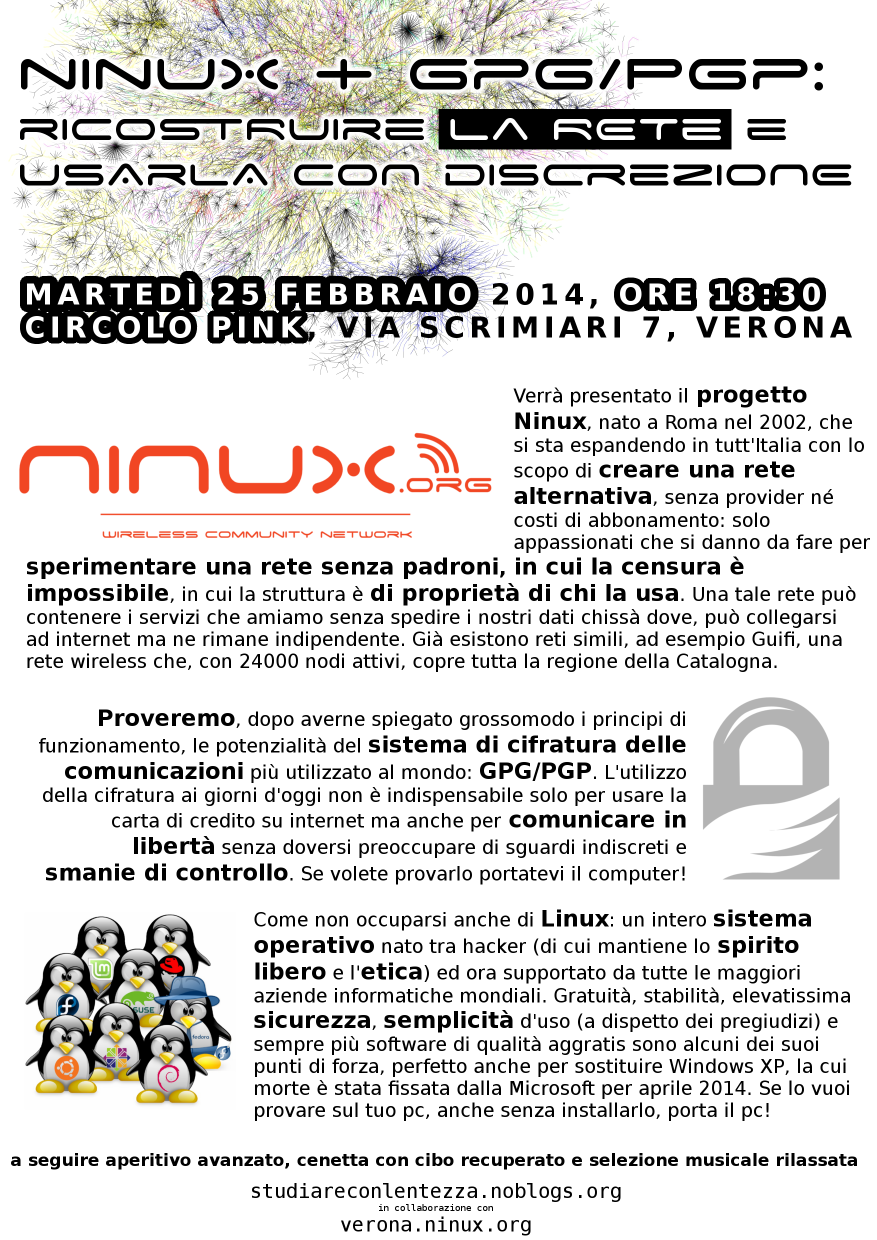 NINUX + GPG/PGP:
RICOSTRUIRE LA RETE E
USARLA CON DISCREZIONE
MARTEDÌ 25 FEBBRAIO 2014, ORE 18:30
CIRCOLO PINK, VIA SCRIMIARI 7, VERONA
NINUX.ORG
WIRELESS COMMUNITY NETWORK
Verrà presentato il progetto
Ninux, nato a Roma nel 2002, che
si sta espandendo in tutt'Italia con lo
scopo di creare una rete
alternativa, senza provider né
costi di abbonamento: solo
appassionati che si danno da fare per
sperimentare una rete senza padroni, in cui la censura è
impossibile, in cui la struttura è di proprietà di chi la usa. Una tale rete può
contenere i servizi che amiamo senza spedire i nostri dati chissà dove, può collegarsi
ad internet ma ne rimane indipendente. Già esistono reti simili, ad esempio Guifi, una
rete wireless che, con 24000 nodi attivi, copre tutta la regione della Catalogna.
Proveremo, dopo averne spiegato grossomodo i principi di
funzionamento, le potenzialità del sistema di cifratura delle
comunicazioni più utilizzato al mondo: GPG/PGP. L'utilizzo
della cifratura ai giorni d'oggi non è indispensabile solo per usare la
carta di credito su internet ma anche per comunicare in
libertà senza doversi preoccupare di sguardi indiscreti e
smanie di controllo. Se volete provarlo portatevi il computer!
SUSE
fedora
Come non occuparsi anche di Linux: un intero sistema
operativo nato tra hacker (di cui mantiene lo spirito
libero e l'etica) ed ora supportato da tutte le maggiori
aziende informatiche mondiali. Gratuità, stabilità, elevatissima
sicurezza, semplicità d'uso (a dispetto dei pregiudizi) e
sempre più software di qualità aggratis sono alcuni dei suoi
punti di forza, perfetto anche per sostituire Windows XP, la cui
morte è stata fissata dalla Microsoft per aprile 2014. Se lo vuoi
provare sul tuo pc, anche senza installarlo, porta il pc!
a seguire aperitivo avanzato, cenetta con cibo recuperato e selezione musicale rilassata
studiareconlentezza.noblogs.org
in collaborazione con
verona.ninux.org